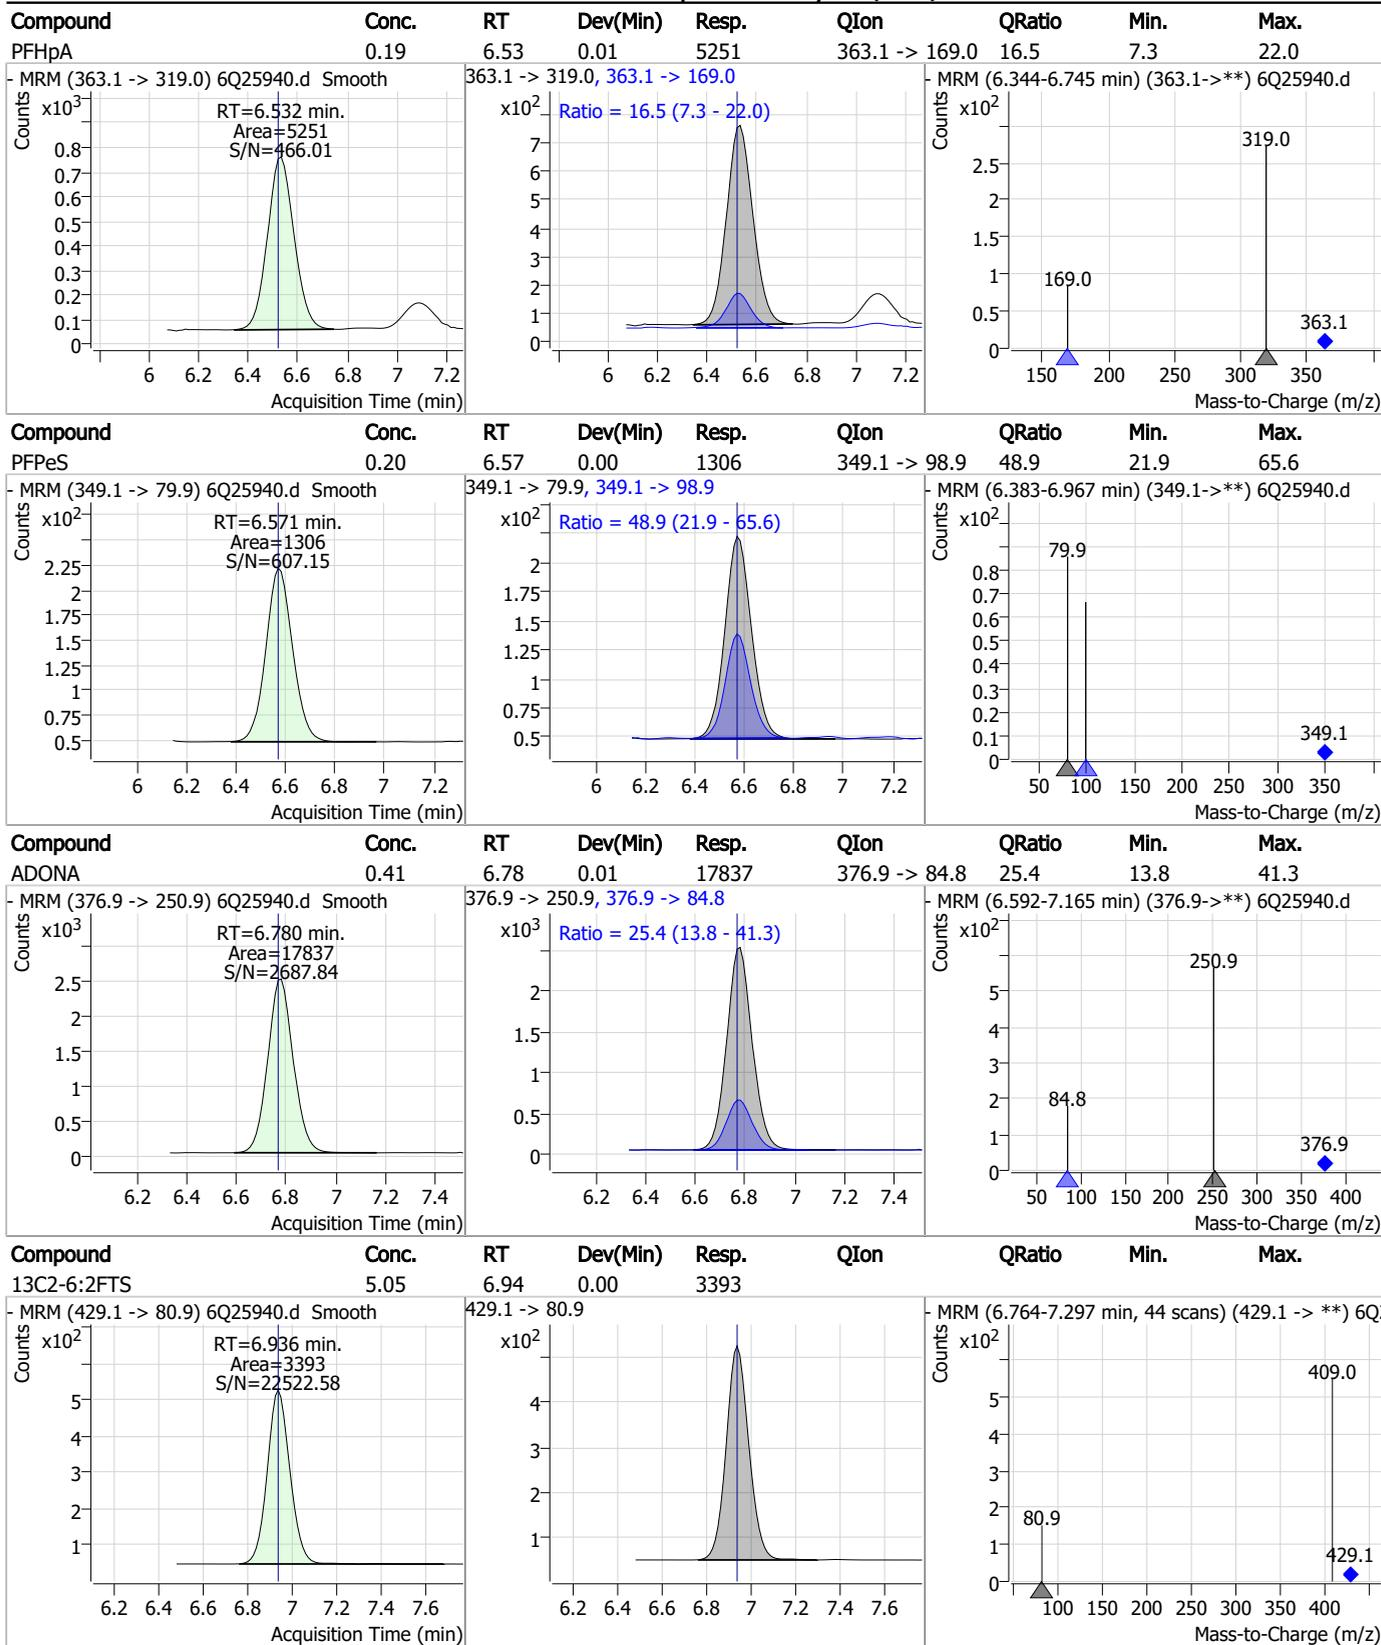 Compound Conc. RT Dev(Min) Resp. QIon QRatio Min. Max.
PFHpA 0.19 6.53 0.01 5251 363.1 -> 169.0 16.5 7.3 22.0
- MRM (363.1 -> 319.0) 6Q25940.d Smooth
Counts
x10³
RT=6.532 min.
Area=5251
S/N=466.01
0.8
0.7
0.6
0.5
0.4
0.3
0.2
0.1
0
6 6.2 6.4 6.6 6.8 7 7.2
Acquisition Time (min)
363.1 -> 319.0, 363.1 -> 169.0
x10²
Ratio = 16.5 (7.3 - 22.0)
7
6
5
4
3
2
1
0
6 6.2 6.4 6.6 6.8 7 7.2
Acquisition Time (min)
- MRM (6.344-6.745 min) (363.1->**) 6Q25940.d
Counts
x10²
319.0
2.5
2
1.5
1
169.0
0.5
363.1
0
150 200 250 300 350
Mass-to-Charge (m/z)
Compound Conc. RT Dev(Min) Resp. QIon QRatio Min. Max.
PFPeS 0.20 6.57 0.00 1306 349.1 -> 98.9 48.9 21.9 65.6
- MRM (349.1 -> 79.9) 6Q25940.d Smooth
Counts
x10²
RT=6.571 min.
Area=1306
S/N=607.15
2.25
2
1.75
1.5
1.25
1
0.75
0.5
6 6.2 6.4 6.6 6.8 7 7.2
Acquisition Time (min)
349.1 -> 79.9, 349.1 -> 98.9
x10²
Ratio = 48.9 (21.9 - 65.6)
2
1.75
1.5
1.25
1
0.75
0.5
6 6.2 6.4 6.6 6.8 7 7.2
Acquisition Time (min)
- MRM (6.383-6.967 min) (349.1->**) 6Q25940.d
Counts
x10²
79.9
0.8
0.7
0.6
0.5
0.4
0.3
0.2
0.1
349.1
0
50 100 150 200 250 300 350
Mass-to-Charge (m/z)
Compound Conc. RT Dev(Min) Resp. QIon QRatio Min. Max.
ADONA 0.41 6.78 0.01 17837 376.9 -> 84.8 25.4 13.8 41.3
- MRM (376.9 -> 250.9) 6Q25940.d Smooth
Counts
x10³
RT=6.780 min.
Area=17837
S/N=2687.84
2.5
2
1.5
1
0.5
0
6.2 6.4 6.6 6.8 7 7.2 7.4
Acquisition Time (min)
376.9 -> 250.9, 376.9 -> 84.8
x10³
Ratio = 25.4 (13.8 - 41.3)
2
1.5
1
0.5
0
6.2 6.4 6.6 6.8 7 7.2 7.4
Acquisition Time (min)
- MRM (6.592-7.165 min) (376.9->**) 6Q25940.d
Counts
x10²
250.9
5
4
3
2
84.8
1
376.9
0
50 100 150 200 250 300 350 400
Mass-to-Charge (m/z)
Compound Conc. RT Dev(Min) Resp. QIon QRatio Min. Max.
13C2-6:2FTS 5.05 6.94 0.00 3393
- MRM (429.1 -> 80.9) 6Q25940.d Smooth
Counts
x10²
RT=6.936 min.
Area=3393
S/N=22522.58
5
4
3
2
1
6.2 6.4 6.6 6.8 7 7.2 7.4 7.6
Acquisition Time (min)
429.1 -> 80.9
x10²
4
3
2
1
6.2 6.4 6.6 6.8 7 7.2 7.4 7.6
Acquisition Time (min)
- MRM (6.764-7.297 min, 44 scans) (429.1 -> **) 6Q
Counts
x10²
409.0
5
4
3
2
80.9
1
429.1
0
100 150 200 250 300 350 400
Mass-to-Charge (m/z)